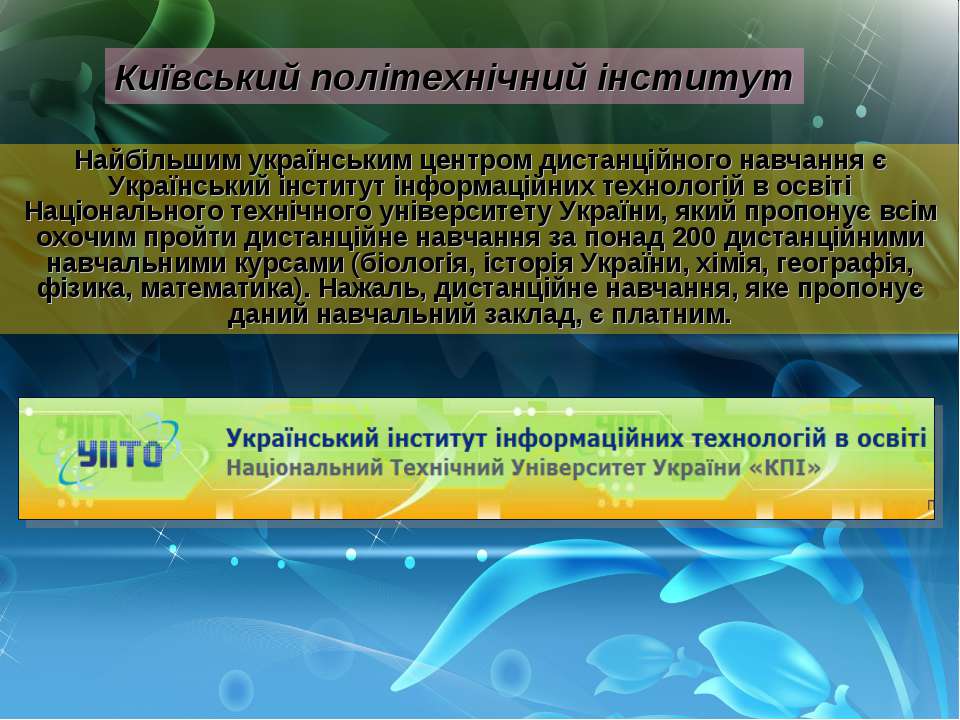 Київський політехнічний інститут
Найбільшим українським центром дистанційного навчання є
Український інститут інформаційних технологій в освіті
Національного технічного університету України, який пропонує всім
охочим пройти дистанційне навчання за понад 200 дистанційними
навчальними курсами (біологія, історія України, хімія, географія,
фізика, математика). Нажаль, дистанційне навчання, яке пропонує
даний навчальний заклад, є платним.
УІІТО
Український інститут інформаційних технологій в освіті
Національний Технічний Університет України «КПІ»